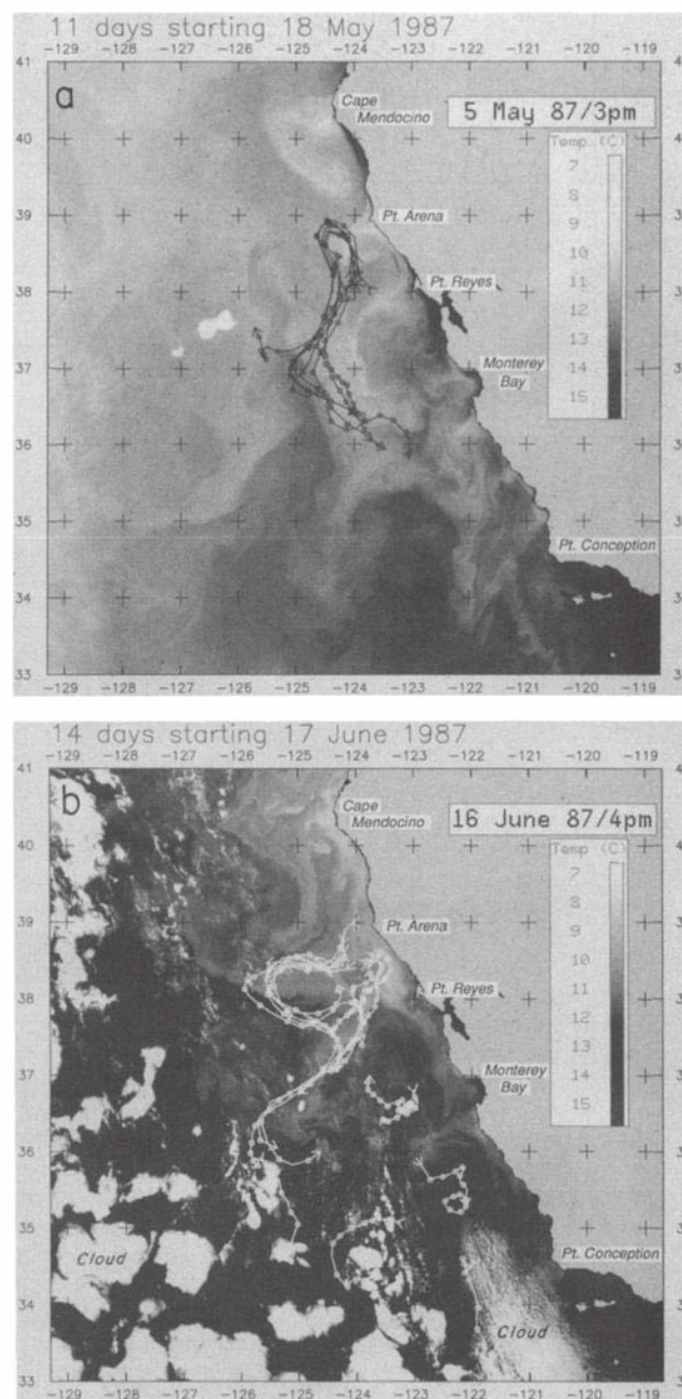 11 days starting 18 May 1987
-129 -128 -127 -126 -125 -124 -123 -122 -121 -120 -119
41
a
Cape
Mendocino
5 May 87/3pm
40
Temp (C)
7
8
39
Pt. Arena
9
10
38
Pt. Reyes
11
12
37
Monterey
Bay
13
14
15
36
35
Pt. Conception
34
33
-129 -128 -127 -126 -125 -124 -123 -122 -121 -120 -119
14 days starting 17 June 1987
-129 -128 -127 -126 -125 -124 -123 -122 -121 -120 -119
41
b
Cape
Mendocino
16 June 87/4pm
40
Temp (C)
7
8
39
Pt. Arena
9
10
38
Pt. Reyes
11
12
37
Monterey
Bay
13
14
15
36
35
Cloud
Pt. Conception
34
Cloud
33
-129 -128 -127 -126 -125 -124 -123 -122 -121 -120 -119